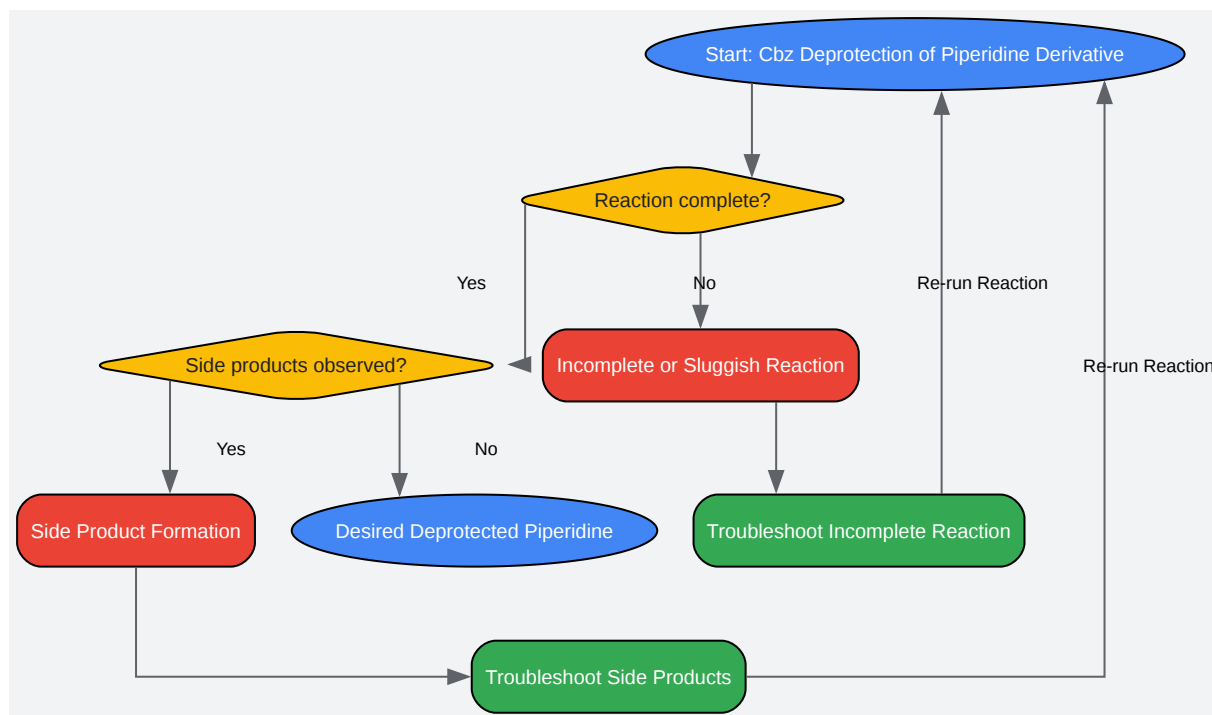 Start: Cbz Deprotection of Piperidine Derivative
Reaction complete?
Yes
No
Re-run Reaction
Side products observed?
Incomplete or Sluggish Reaction
Re-run Reaction
Yes
No
Side Product Formation
Desired Deprotected Piperidine
Troubleshoot Incomplete Reaction
Troubleshoot Side Products